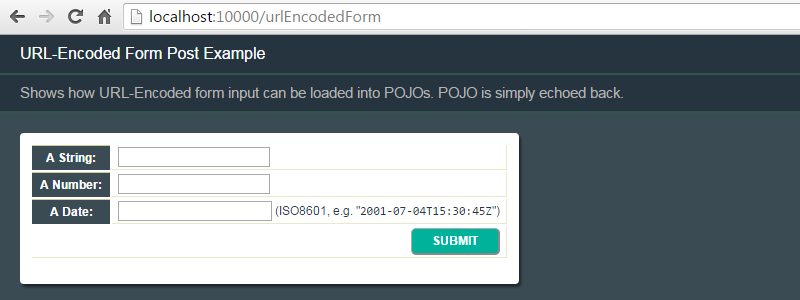 localhost:10000/urlEncodedForm
URL-Encoded Form Post Example
Shows how URL-Encoded form input can be loaded into POJOs. POJO is simply echoed back.
A String:
A Number:
A Date: (ISO8601, e.g. "2001-07-04T15:30:45Z")
SUBMIT